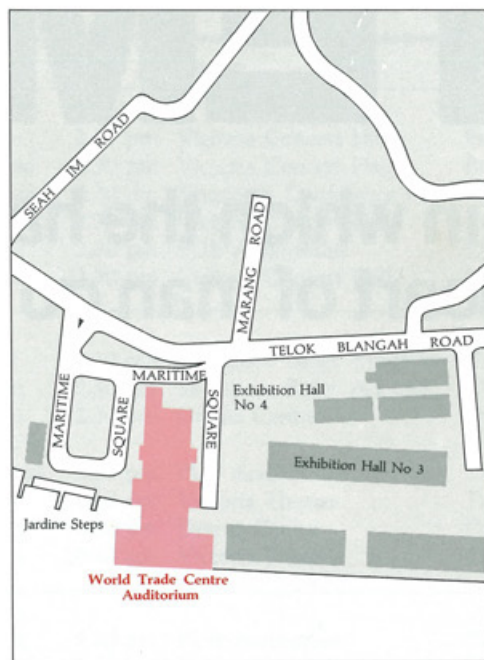 SEAH IM ROAD
MARANG ROAD
TELOK BLANGAH ROAD
MARITIME
SQUARE
MARITIME
SQUARE
Exhibition Hall
No 4
Exhibition Hall No 3
Jardine Steps
World Trade Centre
Auditorium